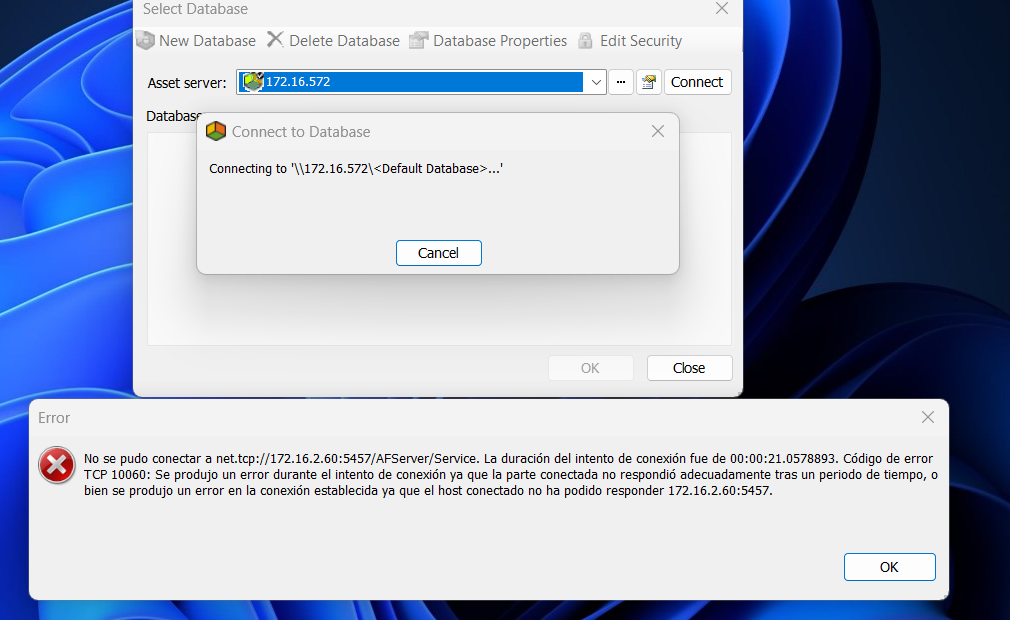 Select Database
New Database Delete Database Database Properties Edit Security
Asset server: 172.16.572 ... Connect
Database
Connect to Database
Connecting to '\\172.16.572\<Default Database>...'
Cancel
OK Close
Error
No se pudo conectar a net.tcp://172.16.2.60:5457/AFServer/Service. La duración del intento de conexión fue de 00:00:21.0578893. Código de error
TCP 10060: Se produjo un error durante el intento de conexión ya que la parte conectada no respondió adecuadamente tras un periodo de tiempo, o
bien se produjo un error en la conexión establecida ya que el host conectado no ha podido responder 172.16.2.60:5457.
OK